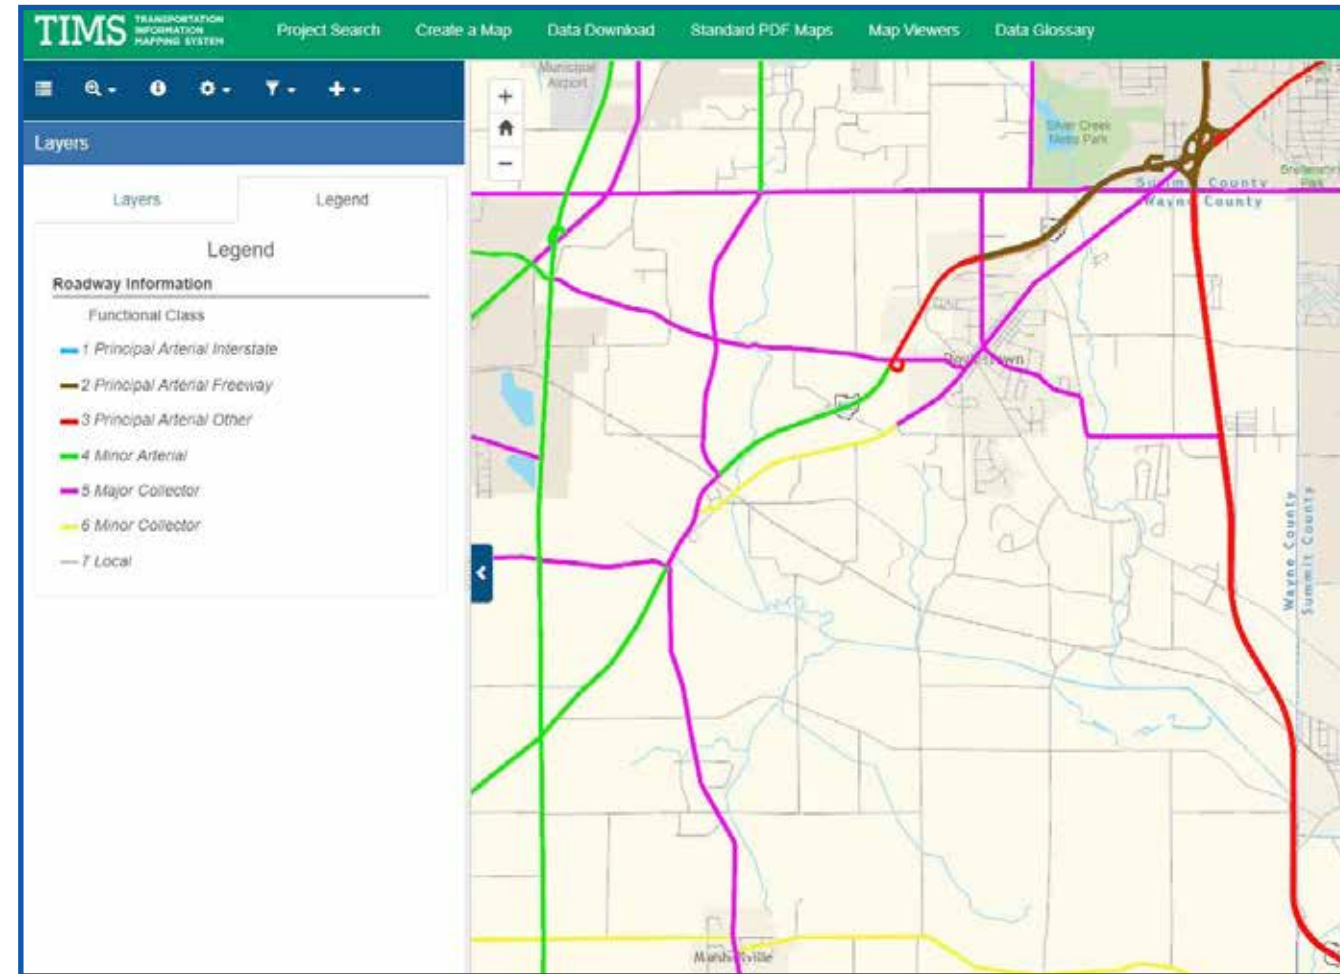 TIMS TRANSPORTATION
INFORMATION
MAPPING SYSTEM
Project Search
Create a Map
Data Download
Standard PDF Maps
Map Viewers
Data Glossary
Layers
Layers
Legend
Legend
Roadway Information
Functional Class
1 Principal Arterial Interstate
2 Principal Arterial Freeway
3 Principal Arterial Other
4 Minor Arterial
5 Major Collector
6 Minor Collector
7 Local
Municipal
Airport
Silver Creek
Metro Park
Summit County
Wayne County
Wayne County
Summit County